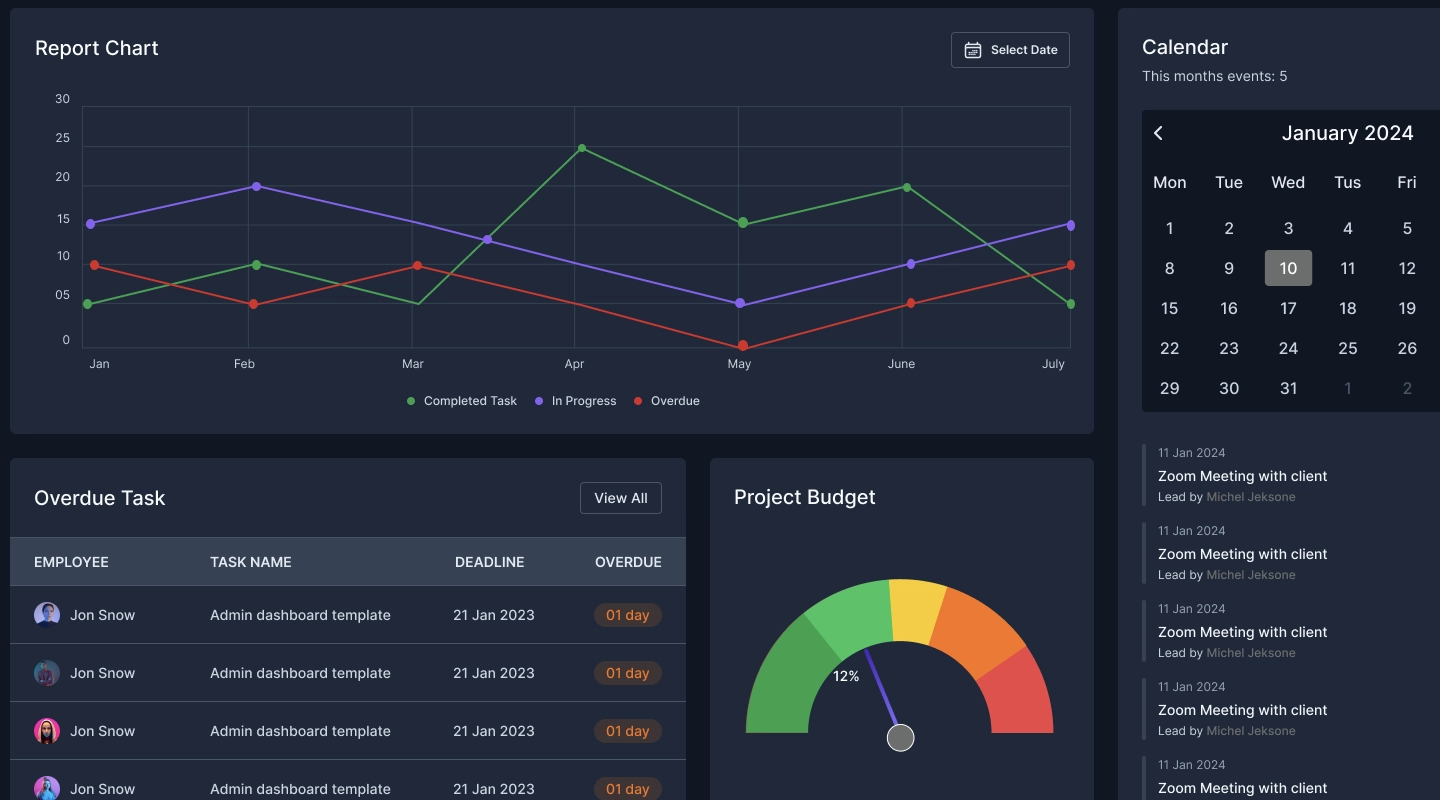 Report Chart
Select Date
30
25
20
15
10
05
0
Jan Feb Mar Apr May June July
Completed Task In Progress Overdue
Overdue Task
View All
EMPLOYEE TASK NAME DEADLINE OVERDUE
Jon Snow Admin dashboard template 21 Jan 2023 01 day
Jon Snow Admin dashboard template 21 Jan 2023 01 day
Jon Snow Admin dashboard template 21 Jan 2023 01 day
Jon Snow Admin dashboard template 21 Jan 2023 01 day
Project Budget
12%
Calendar
This months events: 5
January 2024
Mon Tue Wed Tus Fri
1 2 3 4 5
8 9 10 11 12
15 16 17 18 19
22 23 24 25 26
29 30 31 1 2
11 Jan 2024
Zoom Meeting with client
Lead by Michel Jeksone
11 Jan 2024
Zoom Meeting with client
Lead by Michel Jeksone
11 Jan 2024
Zoom Meeting with client
Lead by Michel Jeksone
11 Jan 2024
Zoom Meeting with client
Lead by Michel Jeksone
11 Jan 2024
Zoom Meeting with client